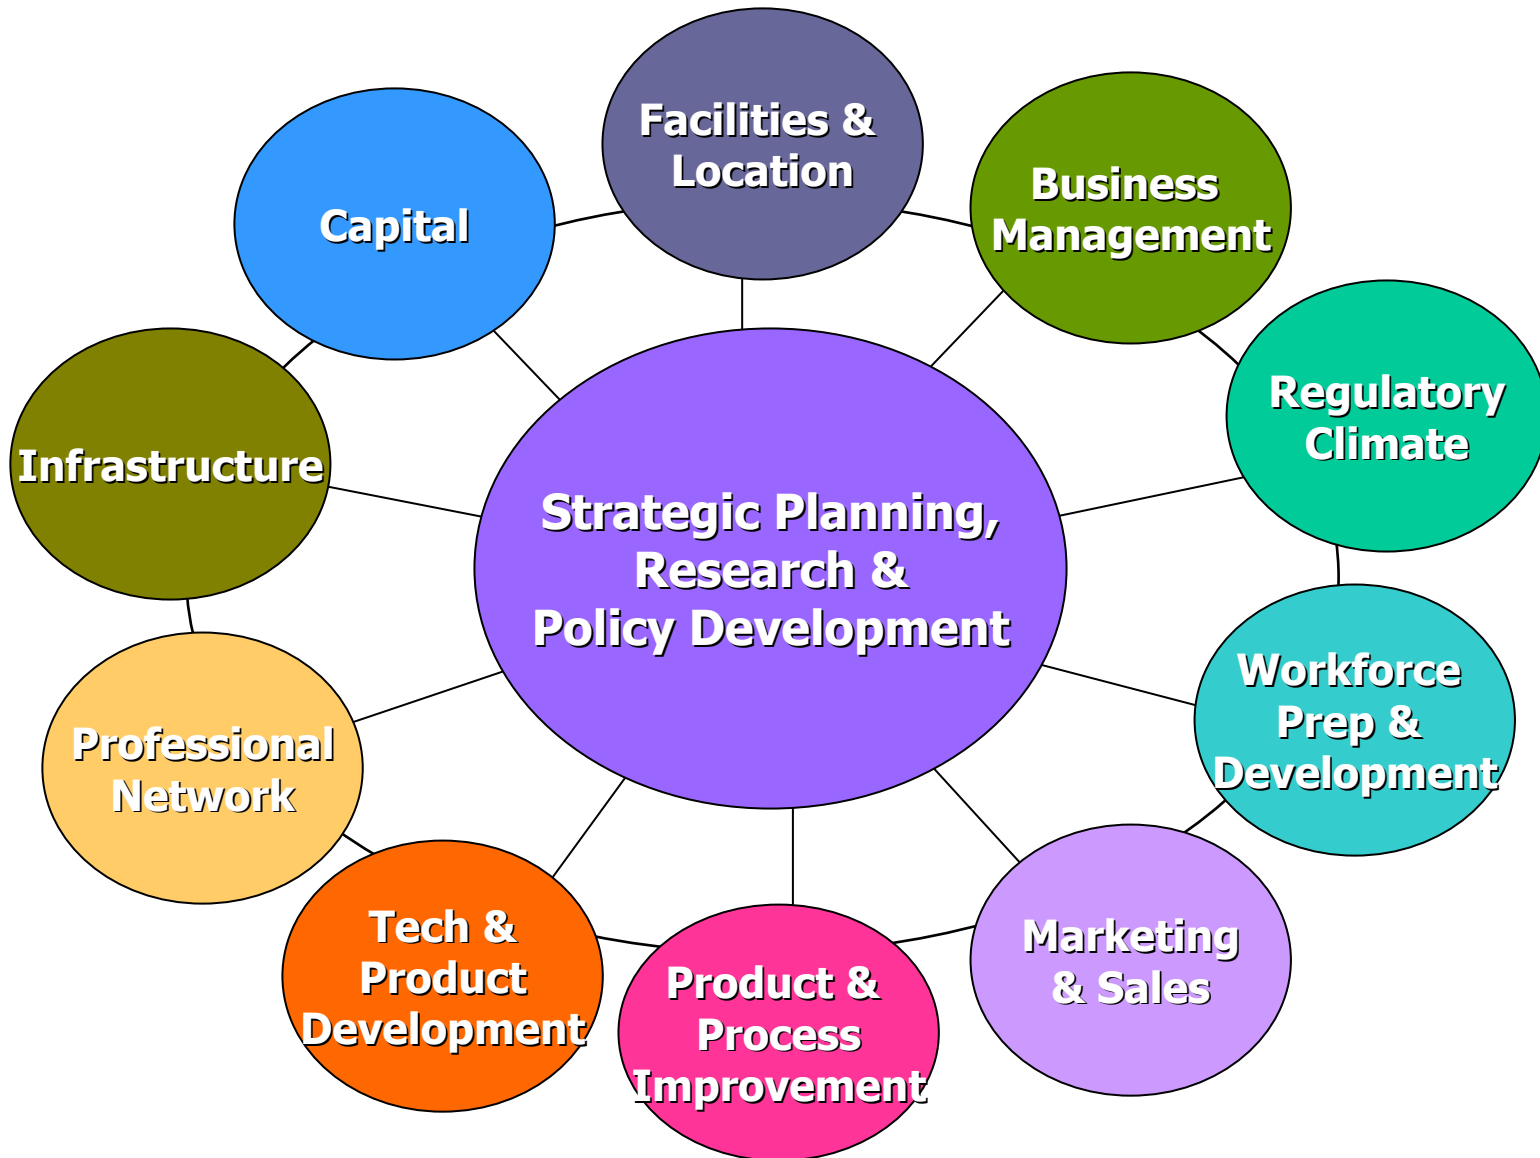 Facilities &
Location
Business
Management
Capital
Regulatory
Climate
Infrastructure
Strategic Planning,
Research &
Policy Development
Workforce
Prep &
Development
Professional
Network
Tech &
Product
Development
Marketing
& Sales
Product &
Process
Improvement